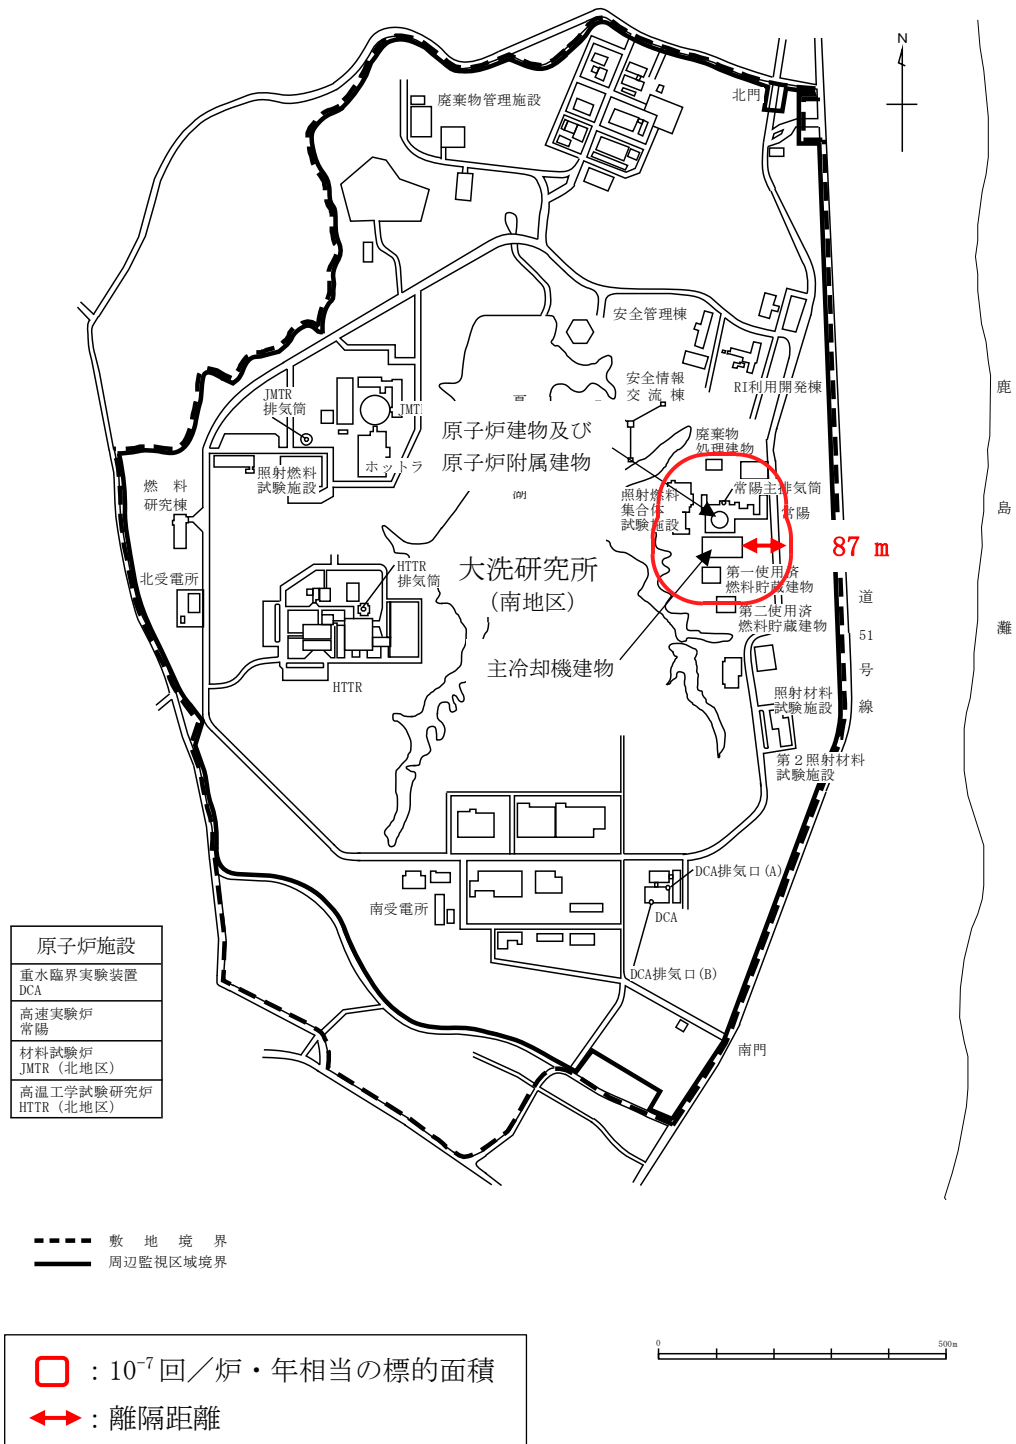 N
北門
廃棄物管理施設
安全管理棟
RI利用開発棟
安全情報
交流棟
JMTR
排気筒
JMT
夏
原子炉建物及び
原子炉附属建物
廃棄物
処理建物
ホットラ
照射燃料
試験施設
湖
照射燃料
集合体
試験施設
常陽主排気筒
常陽
燃料
研究棟
鹿
島
灘
87 m
大洗研究所
(南地区)
HTTR
排気筒
北受電所
第一使用済
燃料貯蔵建物
第二使用済
燃料貯蔵建物
道
51
号
線
主冷却機建物
HTTR
照射材料
試験施設
第2照射材料
試験施設
DCA排気口(A)
南受電所
DCA
DCA排気口(B)
南門
原子炉施設
重水臨界実験装置
DCA
高速実験炉
常陽
材料試験炉
JMTR (北地区)
高温工学試験研究炉
HTTR (北地区)
敷地境界
周辺監視区域境界
0 500m
：10⁻⁷回／炉・年相当の標的面積
：離隔距離